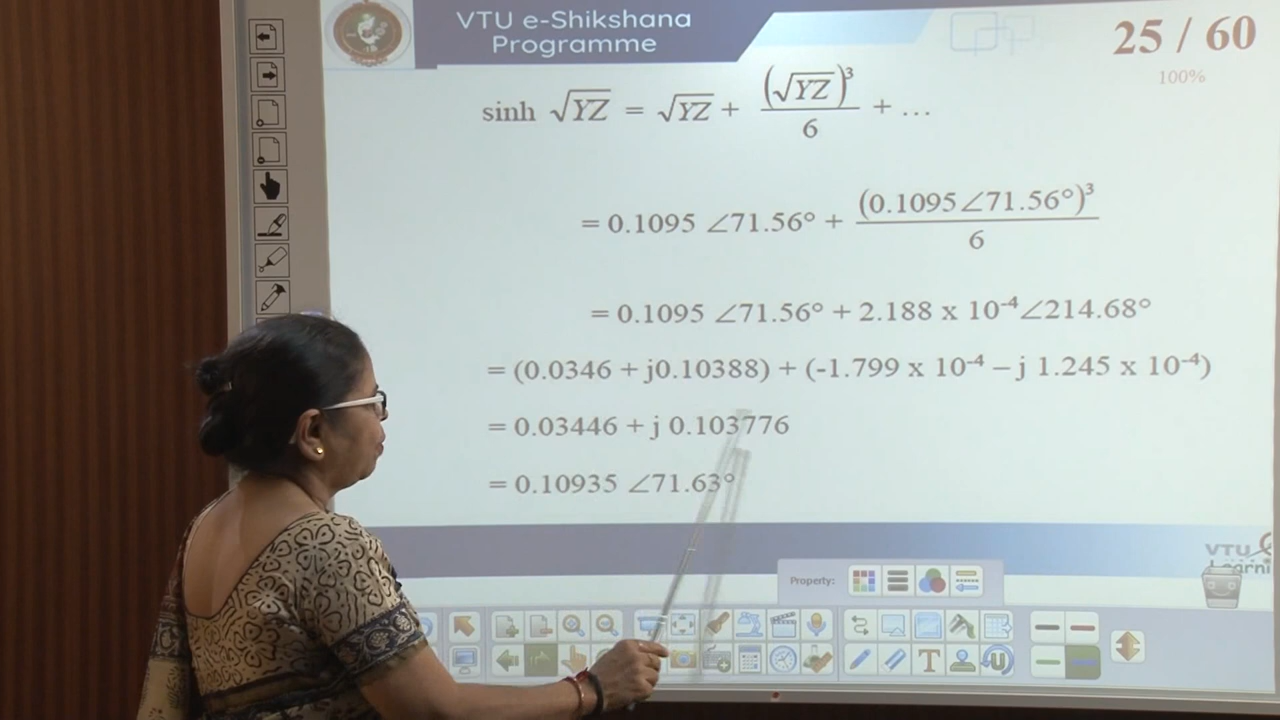 VTU e-Shikshana
Programme
25 / 60
100%
sinh √YZ = √YZ + (√YZ)³/6 + ...
= 0.1095 ∠71.56° + (0.1095∠71.56°)³/6
= 0.1095 ∠71.56° + 2.188 x 10⁻⁴∠214.68°
= (0.0346 + j0.10388) + (-1.799 x 10⁻⁴ – j 1.245 x 10⁻⁴)
= 0.03446 + j 0.103776
= 0.10935 ∠71.63°
VTU
Learni
Property:
T
U